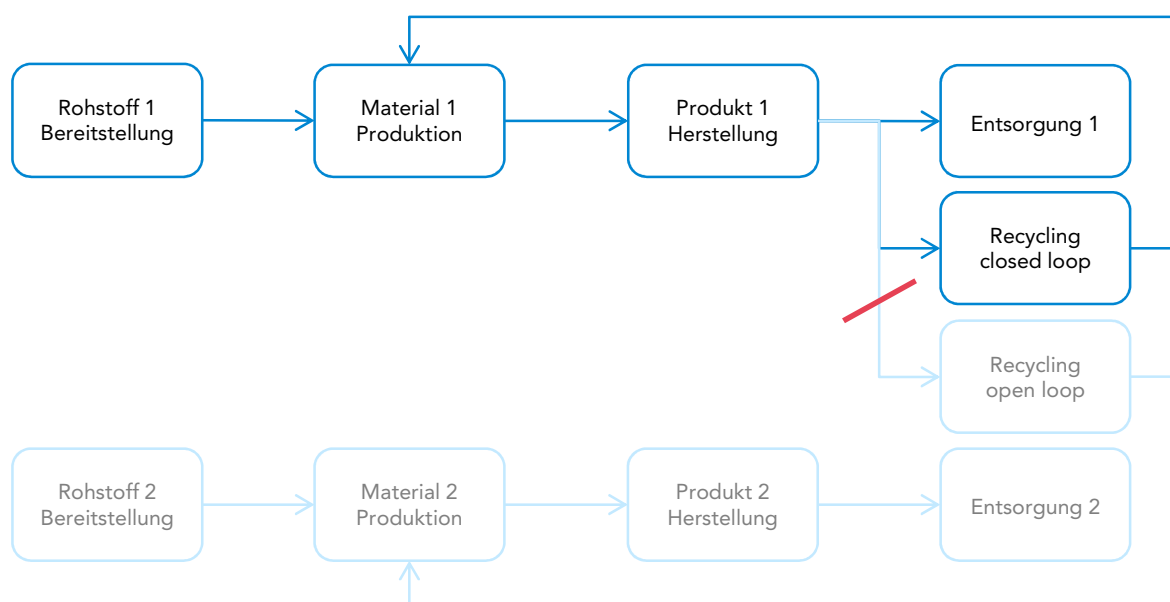 Rohstoff 1
Bereitstellung
Material 1
Produktion
Produkt 1
Herstellung
Entsorgung 1
Recycling
closed loop
Recycling
open loop
Rohstoff 2
Bereitstellung
Material 2
Produktion
Produkt 2
Herstellung
Entsorgung 2